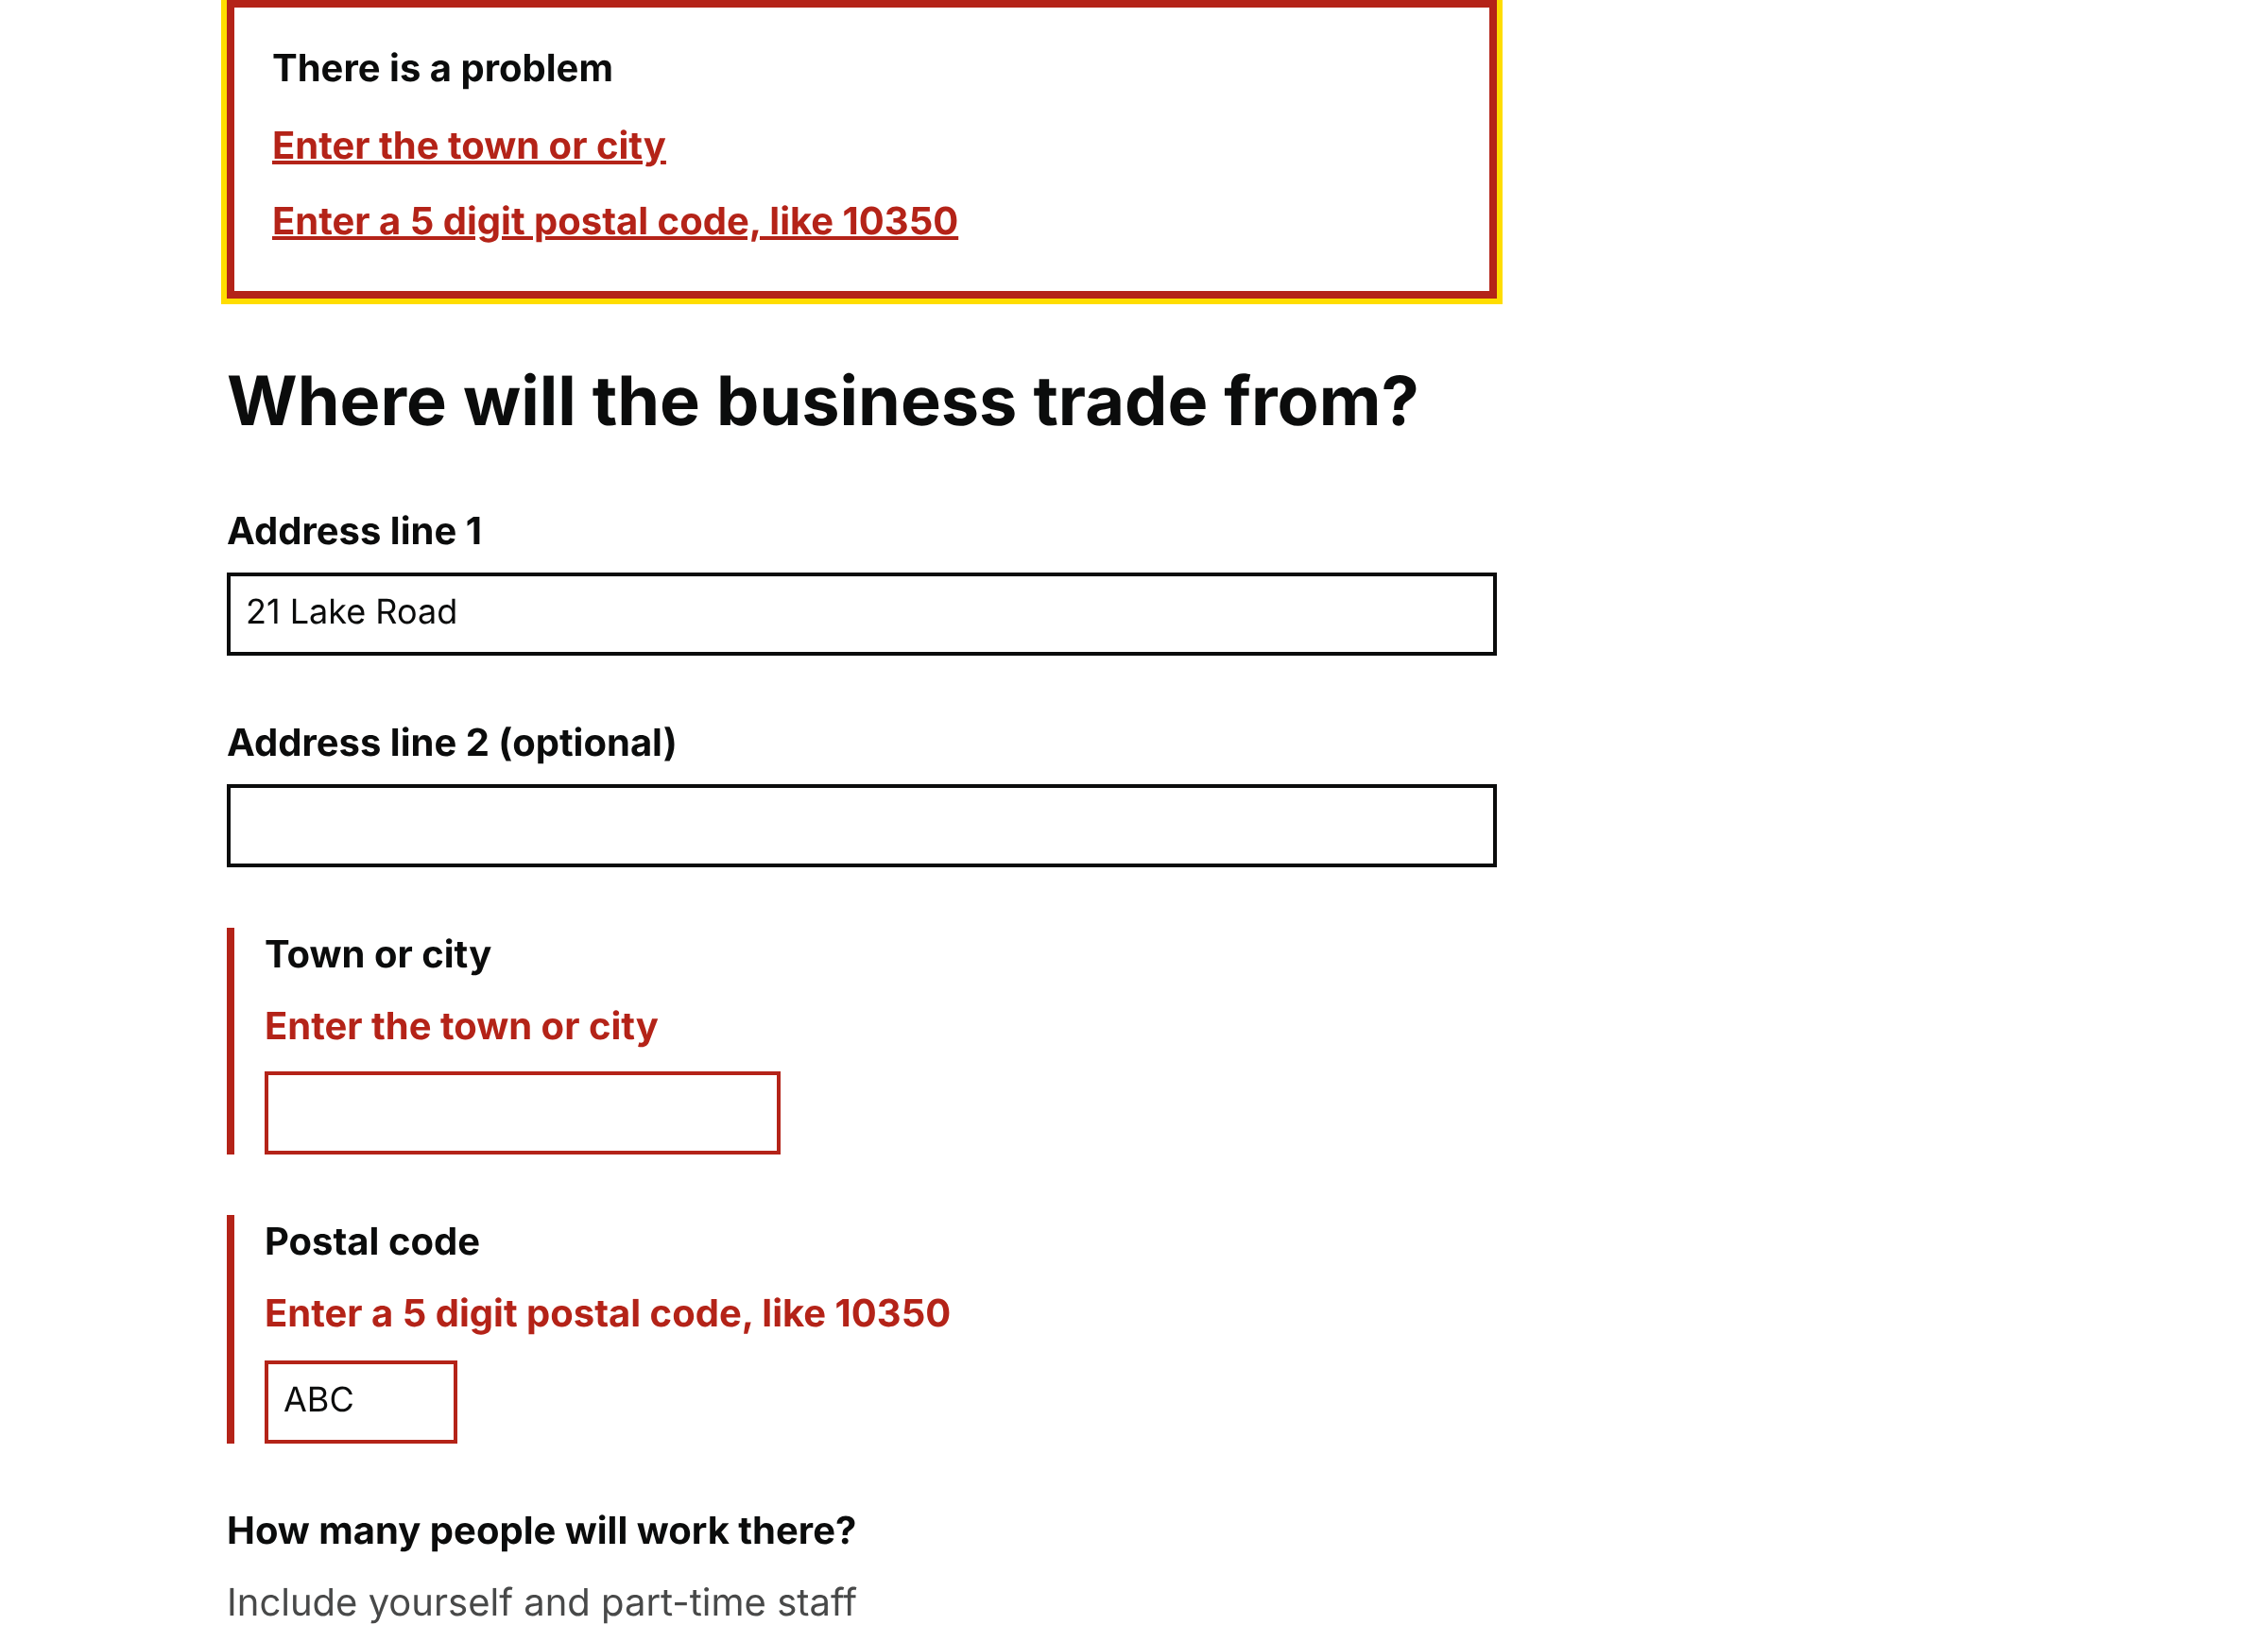 There is a problem
Enter the town or city
Enter a 5 digit postal code, like 10350
Where will the business trade from?
Address line 1
21 Lake Road
Address line 2 (optional)
Town or city
Enter the town or city
Postal code
Enter a 5 digit postal code, like 10350
ABC
How many people will work there?
Include yourself and part-time staff